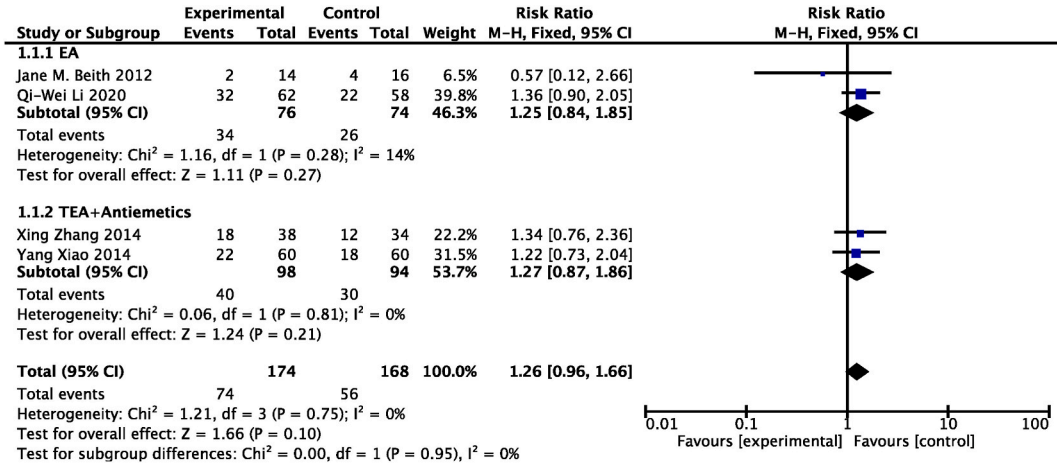 Experimental Control Risk Ratio Risk Ratio
Study or Subgroup Events Total Events Total Weight M-H, Fixed, 95% CI M-H, Fixed, 95% CI
1.1.1 EA
Jane M. Beith 2012 2 14 4 16 6.5% 0.57 [0.12, 2.66]
Qi-Wei Li 2020 32 62 22 58 39.8% 1.36 [0.90, 2.05]
Subtotal (95% CI) 76 74 46.3% 1.25 [0.84, 1.85]
Total events 34 26
Heterogeneity: Chi² = 1.16, df = 1 (P = 0.28); I² = 14%
Test for overall effect: Z = 1.11 (P = 0.27)
1.1.2 TEA+Antiemetics
Xing Zhang 2014 18 38 12 34 22.2% 1.34 [0.76, 2.36]
Yang Xiao 2014 22 60 18 60 31.5% 1.22 [0.73, 2.04]
Subtotal (95% CI) 98 94 53.7% 1.27 [0.87, 1.86]
Total events 40 30
Heterogeneity: Chi² = 0.06, df = 1 (P = 0.81); I² = 0%
Test for overall effect: Z = 1.24 (P = 0.21)
Total (95% CI) 174 168 100.0% 1.26 [0.96, 1.66]
Total events 74 56
Heterogeneity: Chi² = 1.21, df = 3 (P = 0.75); I² = 0%
Test for overall effect: Z = 1.66 (P = 0.10)
Test for subgroup differences: Chi² = 0.00, df = 1 (P = 0.95), I² = 0%
0.01 0.1 1 10 100
Favours [experimental] Favours [control]